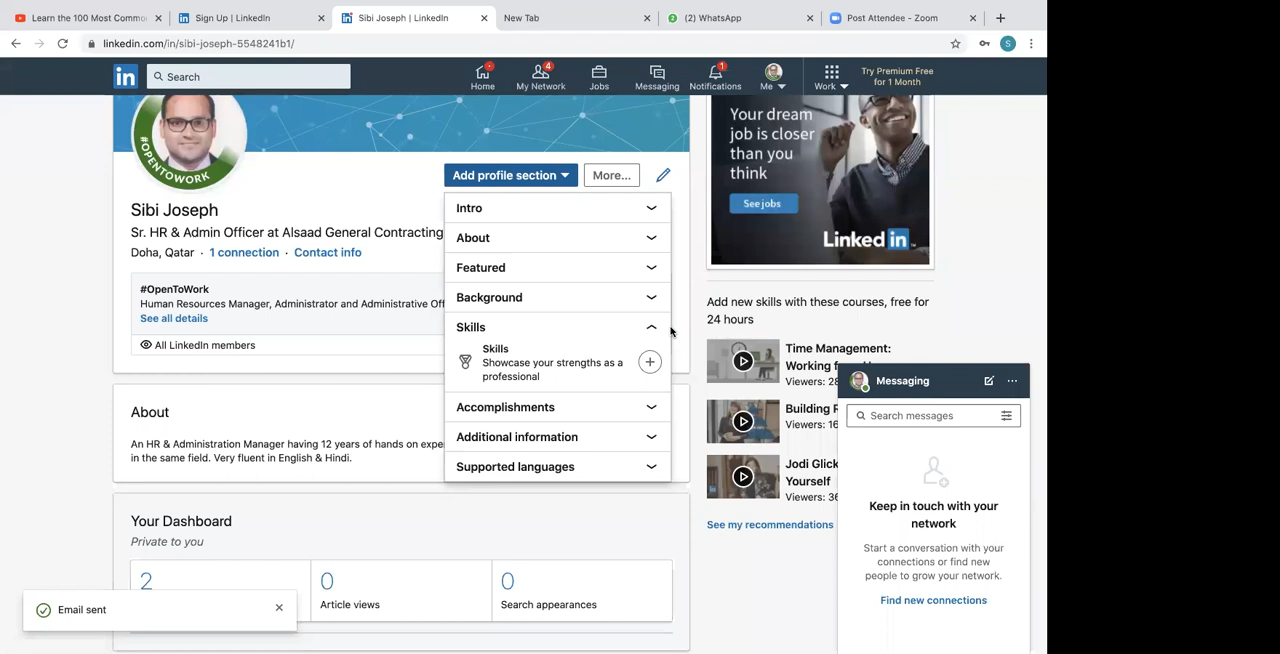 Learn the 100 Most Commo
Sign Up | LinkedIn
Sibi Joseph | LinkedIn
New Tab
(2) WhatsApp
Post Attendee - Zoom
linkedin.com/in/sibi-joseph-5548241b1/
S
in
Search
Home
4
My Network
Jobs
Messaging
1
Notifications
Me
Work
Try Premium Free
for 1 Month
#OPENTOWORK
Add profile section
More...
Sibi Joseph
Sr. HR & Admin Officer at Alsaad General Contracting
Doha, Qatar · 1 connection · Contact info
#OpenToWork
Human Resources Manager, Administrator and Administrative Off
See all details
All LinkedIn members
Intro
About
Featured
Background
Skills
Skills
Showcase your strengths as a
professional
Accomplishments
Additional information
Supported languages
About
An HR & Administration Manager having 12 years of hands on expe
in the same field. Very fluent in English & Hindi.
Your Dashboard
Private to you
2
0
Article views
0
Search appearances
Email sent
Your dream
job is closer
than you
think
See jobs
Linked in
Add new skills with these courses, free for
24 hours
Time Management:
Viewers: 28
Building R
Viewers: 16
Jodi Glick
Yourself
Viewers: 36
See my recommendations
Messaging
Search messages
Keep in touch with your
network
Start a conversation with your
connections or find new
people to grow your network.
Find new connections